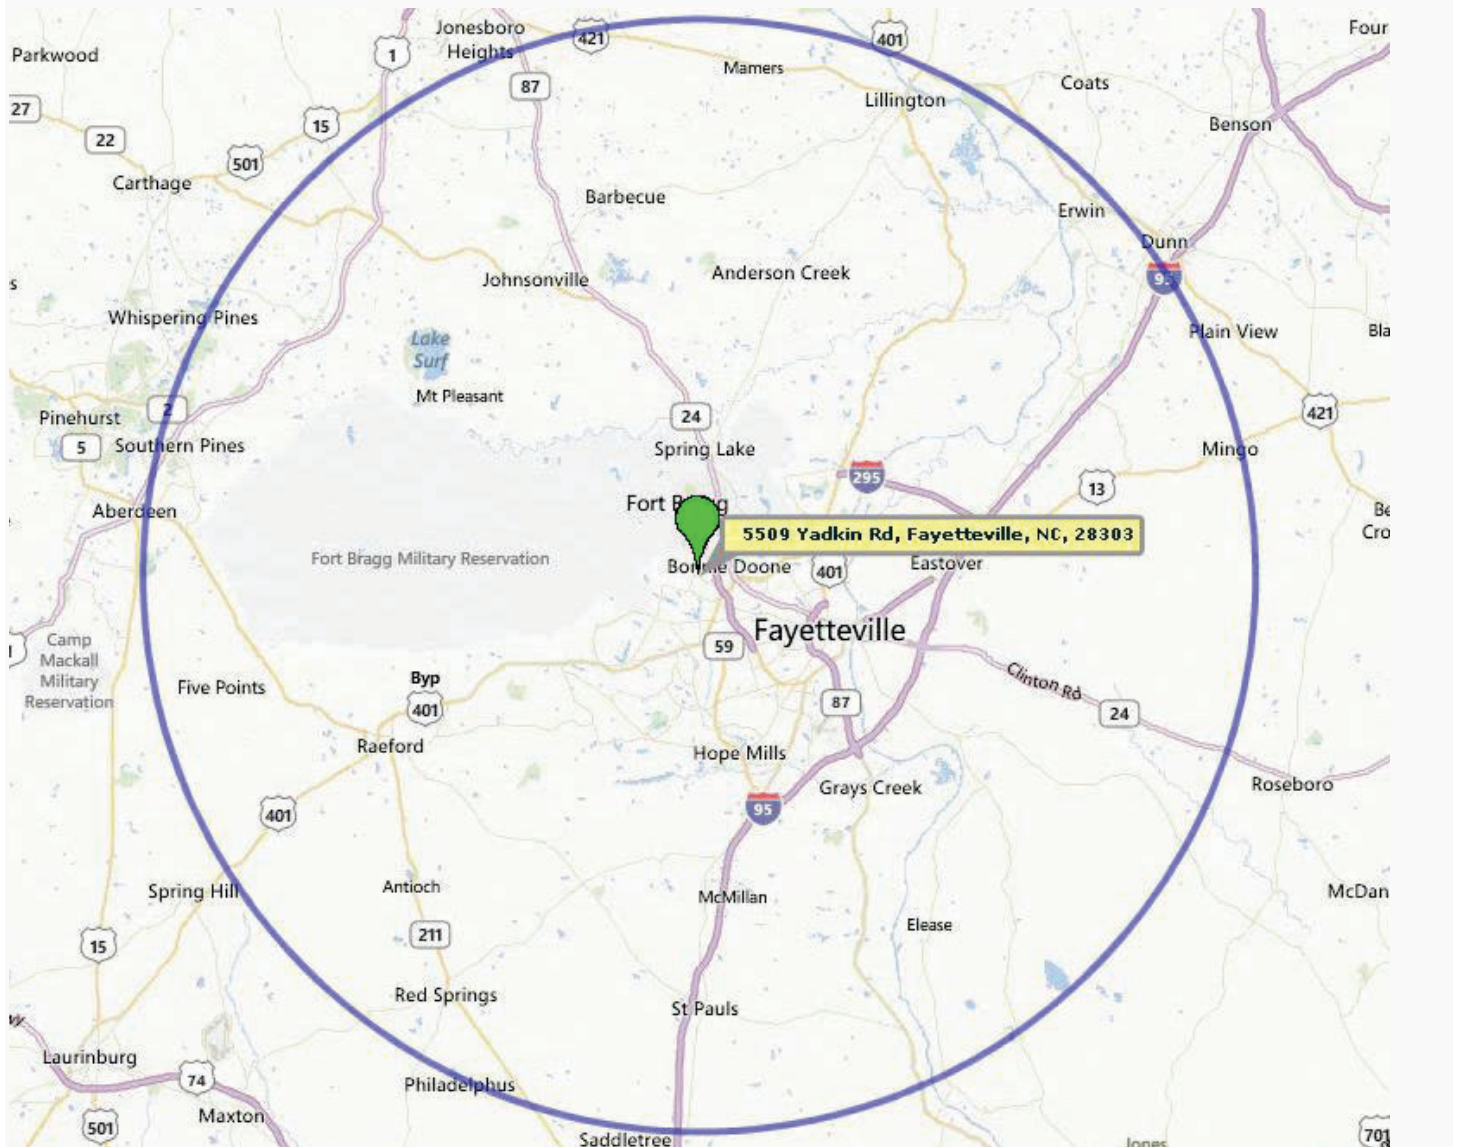 Jonesboro
Heights
421
401
Four
Parkwood
1
Mamers
87
Coats
Lillington
27
15
22
Benson
501
Carthage
Barbecue
Erwin
Dunn
Anderson Creek
95
Johnsonville
s
Whispering Pines
Plain View
Bla
Lake
Surf
Mt Pleasant
2
421
Pinehurst
24
5
Southern Pines
Spring Lake
Mingo
295
13
Fort Bragg
Aberdeen
Be
Cro
5509 Yadkin Rd, Fayetteville, NC, 28303
Fort Bragg Military Reservation
Bonnie Doone
401
Eastover
Fayetteville
Camp
Mackall
Military
Reservation
59
Clinton Rd
Five Points
Byp
401
87
24
Raeford
Hope Mills
Roseboro
Grays Creek
95
401
Spring Hill
Antioch
McMillan
McDan
Elease
211
15
Red Springs
St Pauls
wy
Laurinburg
74
Philadelphus
Maxton
501
Saddletree
Jones
701